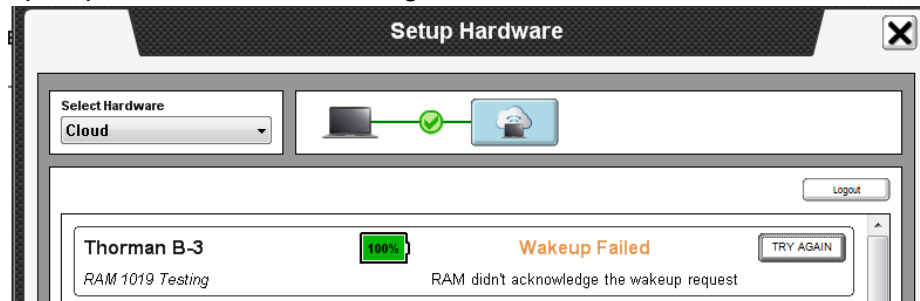 Setup Hardware
Select Hardware
Cloud
Logout
Thorman B-3
100%
Wakeup Failed
TRY AGAIN
RAM 1019 Testing
RAM didn't acknowledge the wakeup request